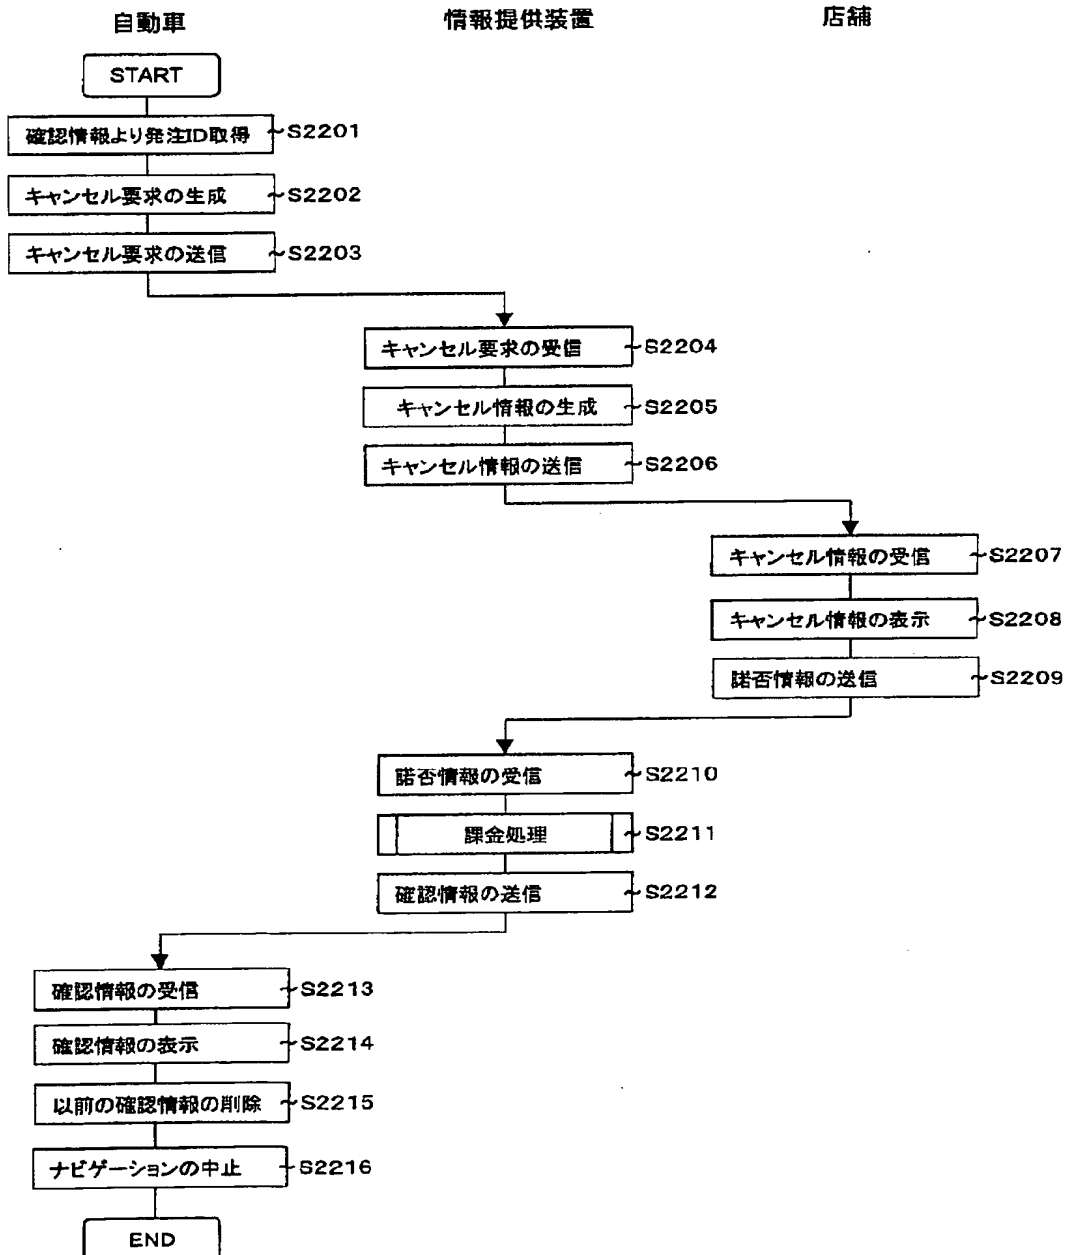 自動車 情報提供装置 店舗
START
確認情報より発注ID取得 ~S2201
キャンセル要求の生成 ~S2202
キャンセル要求の送信 ~S2203
キャンセル要求の受信 ~S2204
キャンセル情報の生成 ~S2205
キャンセル情報の送信 ~S2206
キャンセル情報の受信 ~S2207
キャンセル情報の表示 ~S2208
諾否情報の送信 ~S2209
諾否情報の受信 ~S2210
課金処理 ~S2211
確認情報の送信 ~S2212
確認情報の受信 ~S2213
確認情報の表示 ~S2214
以前の確認情報の削除 ~S2215
ナビゲーションの中止 ~S2216
END